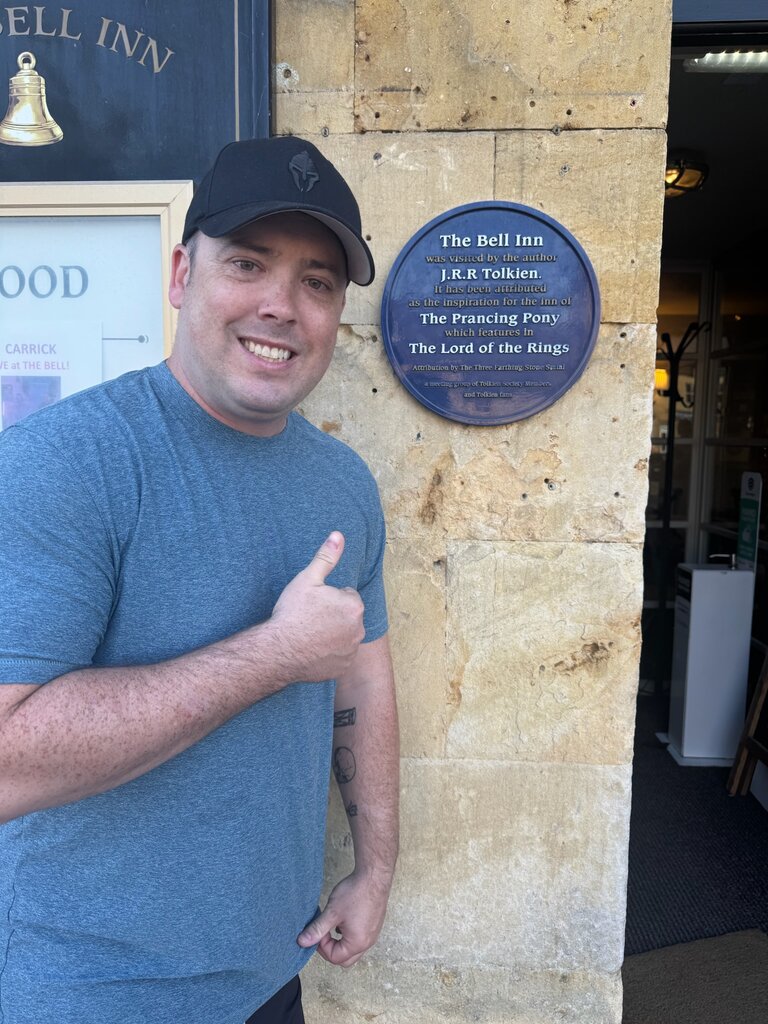 BELL INN
OOD
CARRICK
VE at THE BELL!
The Bell Inn
was visited by the author
J.R.R Tolkien.
It has been attributed
as the inspiration for the inn of
The Prancing Pony
which features in
The Lord of the Rings
Attribution by The Three Farthing Stone Smial
a meeting group of Tolkien Society Members
and Tolkien fans